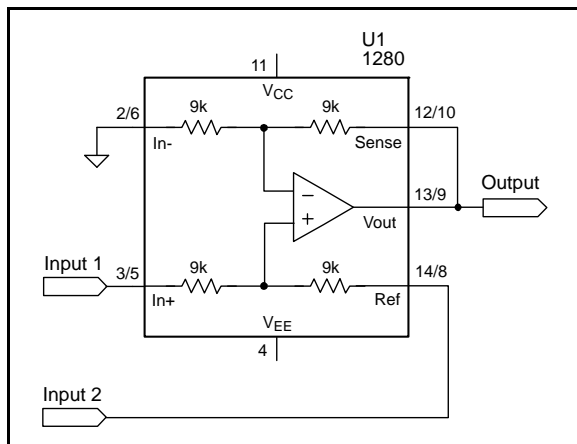 U1
1280
11
VCC
2/6
9k
9k
12/10
In-
Sense
−
+
13/9
Vout
Output
Input 1
3/5
9k
9k
14/8
In+
Ref
VEE
4
Input 2